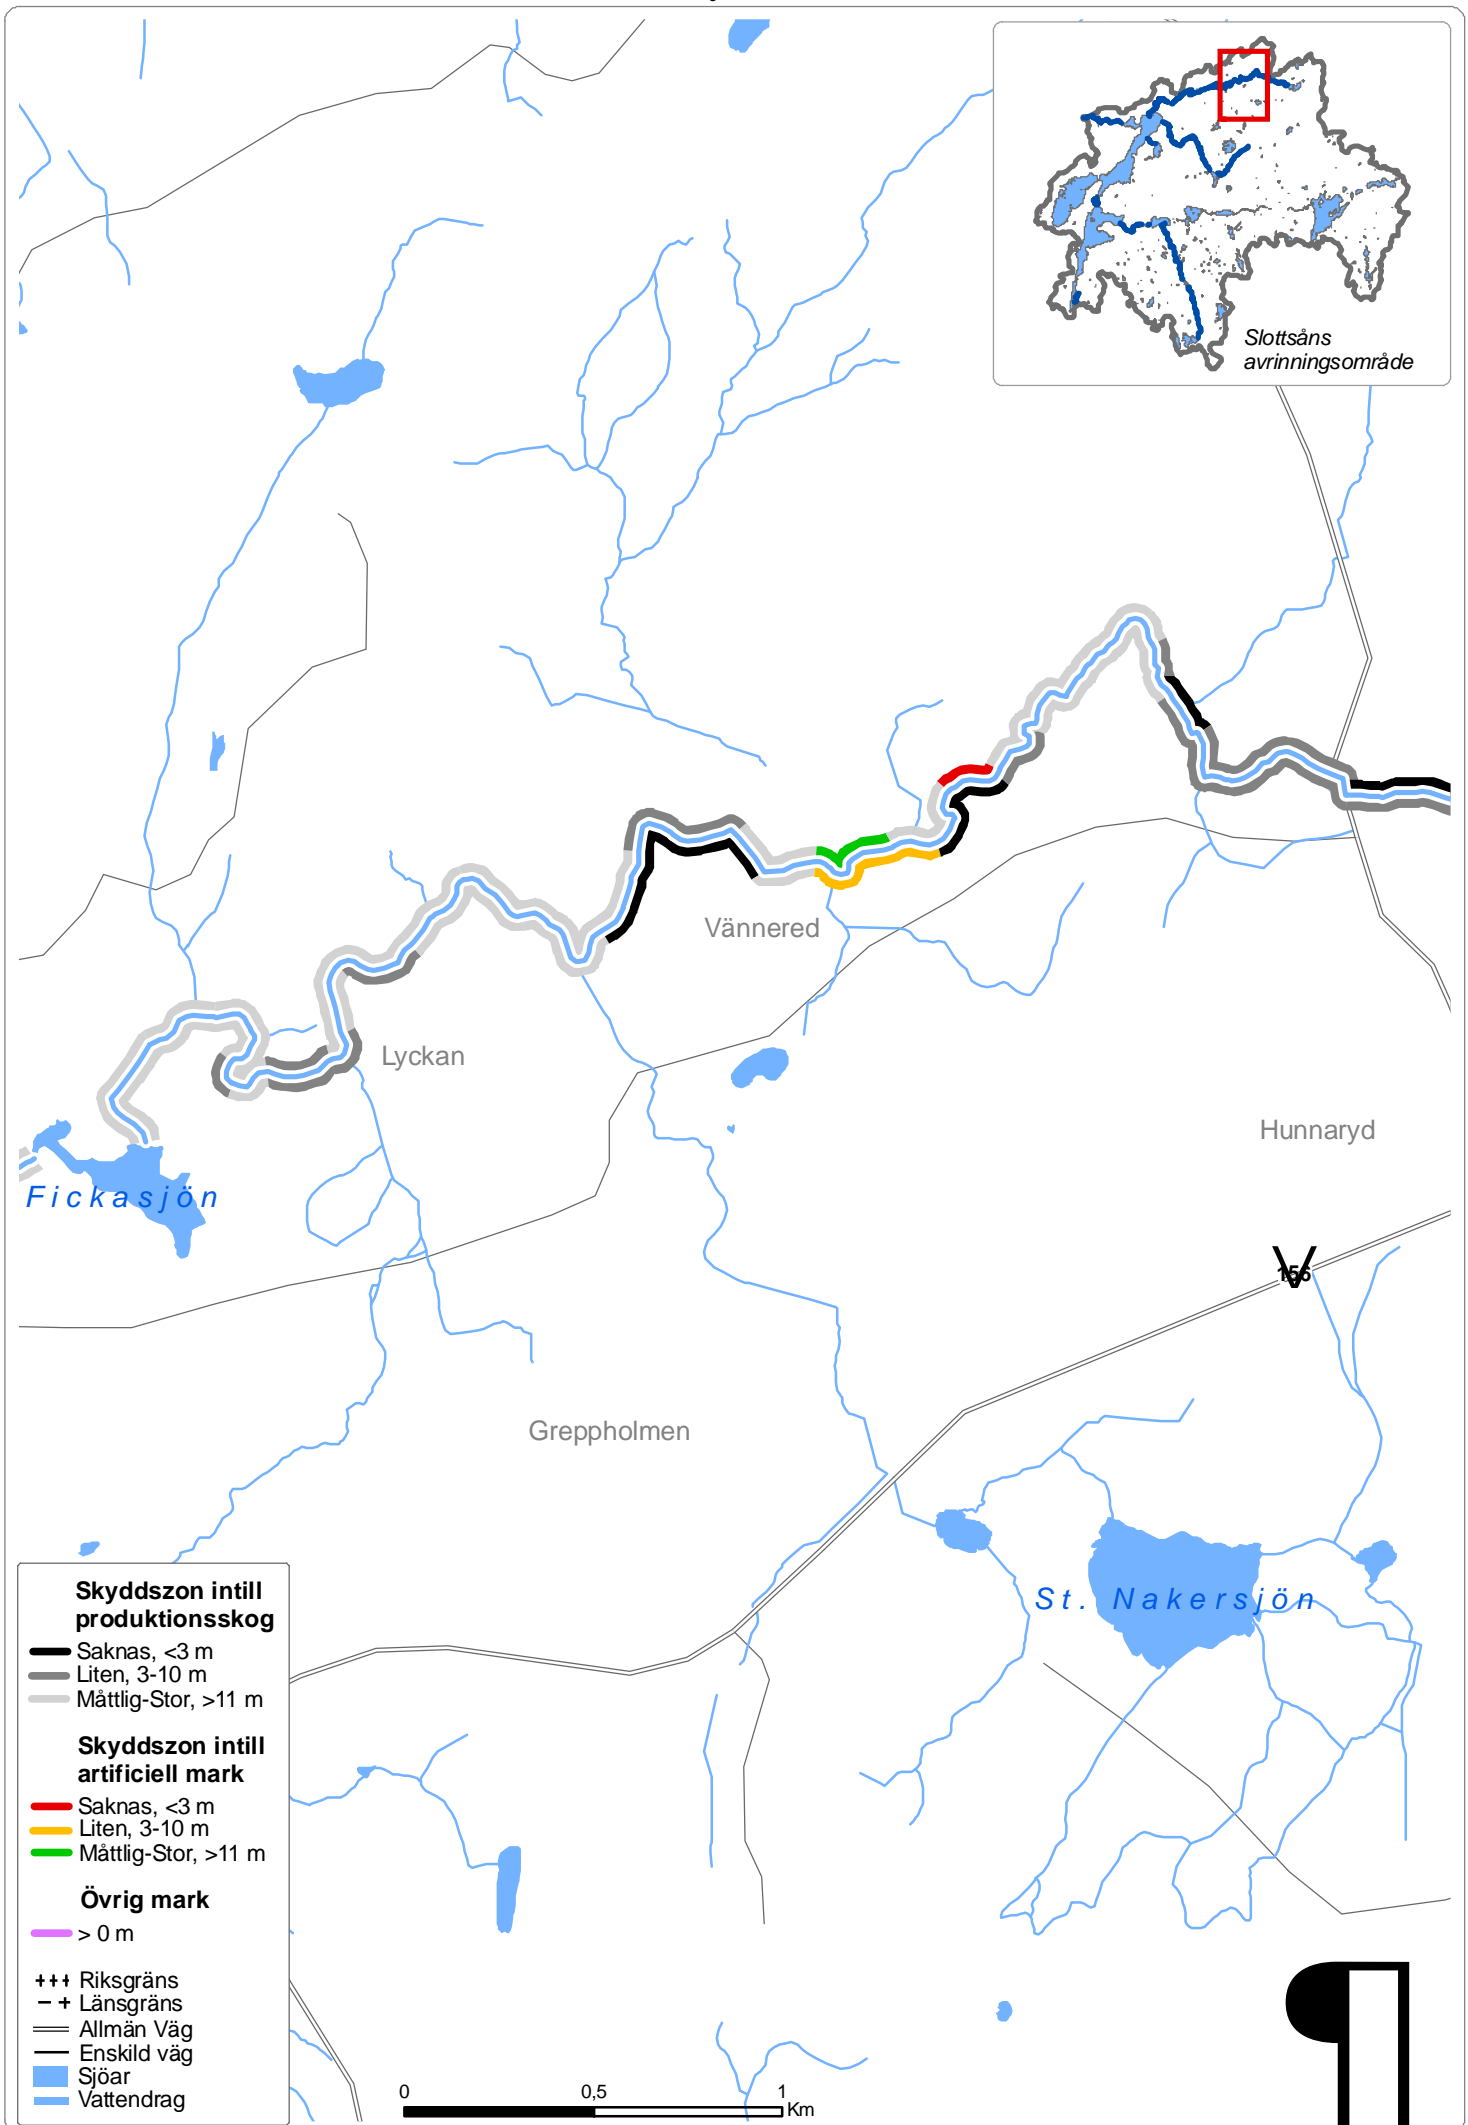 Slottsåns
avrinningsområde
Vännered
Lyckan
Hunnaryd
Fickasjön
156
Greppholmen
St. Nakersjön
Skyddszon intill
produktionsskog
Saknas, <3 m
Liten, 3-10 m
Måttlig-Stor, >11 m
Skyddszon intill
artificiell mark
Saknas, <3 m
Liten, 3-10 m
Måttlig-Stor, >11 m
Övrig mark
> 0 m
Riksgräns
Länsgräns
Allmän Väg
Enskild väg
Sjöar
Vattendrag
0 0,5 1
Km